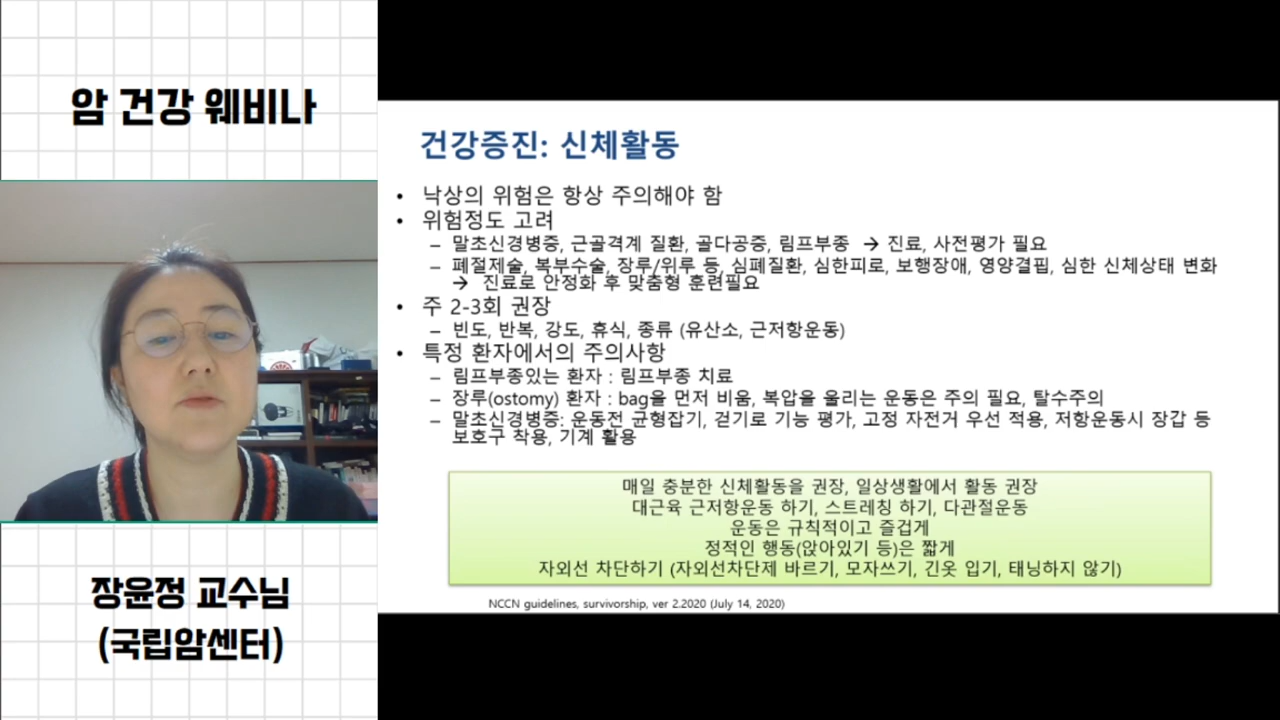 암 건강 웨비나
건강증진: 신체활동
• 낙상의 위험은 항상 주의해야 함
• 위험정도 고려
– 말초신경병증, 근골격계 질환, 골다공증, 림프부종 → 진료, 사전평가 필요
– 폐절제술, 복부수술, 장루/위루 등, 심폐질환, 심한피로, 보행장애, 영양결핍, 심한 신체상태 변화
→ 진료로 안정화 후 맞춤형 훈련필요
• 주 2-3회 권장
– 빈도, 반복, 강도, 휴식, 종류 (유산소, 근저항운동)
• 특정 환자에서의 주의사항
– 림프부종있는 환자 : 림프부종 치료
– 장루(ostomy) 환자 : bag을 먼저 비움, 복압을 올리는 운동은 주의 필요, 탈수주의
– 말초신경병증: 운동전 균형잡기, 걷기로 기능 평가, 고정 자전거 우선 적용, 저항운동시 장갑 등
보호구 착용, 기계 활용
매일 충분한 신체활동을 권장, 일상생활에서 활동 권장
대근육 근저항운동 하기, 스트레칭 하기, 다관절운동
운동은 규칙적이고 즐겁게
정적인 행동(앉아있기 등)은 짧게
자외선 차단하기 (자외선차단제 바르기, 모자쓰기, 긴옷 입기, 태닝하지 않기)
NCCN guidelines, survivorship, ver 2.2020 (July 14, 2020)
장윤정 교수님
(국립암센터)